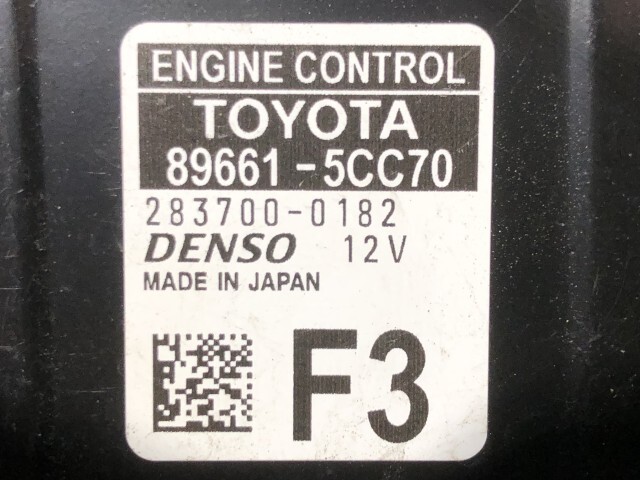 ENGINE CONTROL
TOYOTA
89661-5CC70
283700-0182
DENSO 12V
MADE IN JAPAN
F3